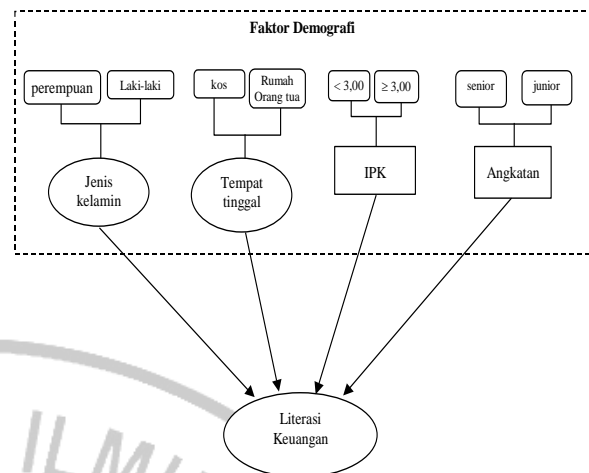 Faktor Demografi
perempuan
Laki-laki
kos
Rumah
Orang tua
< 3,00
≥ 3,00
senior
junior
Jenis
kelamin
Tempat
tinggal
IPK
Angkatan
Literasi
Keuangan